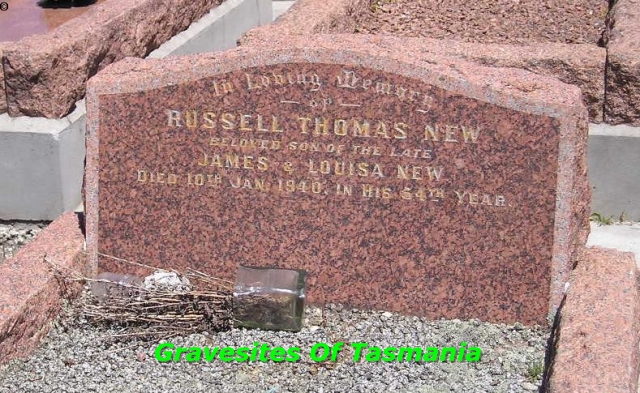 ©
In Loving Memory
OF
RUSSELL THOMAS NEW
BELOVED SON OF THE LATE
JAMES & LOUISA NEW
DIED 10TH JAN. 1940, IN HIS 54TH YEAR.
Gravesites Of Tasmania